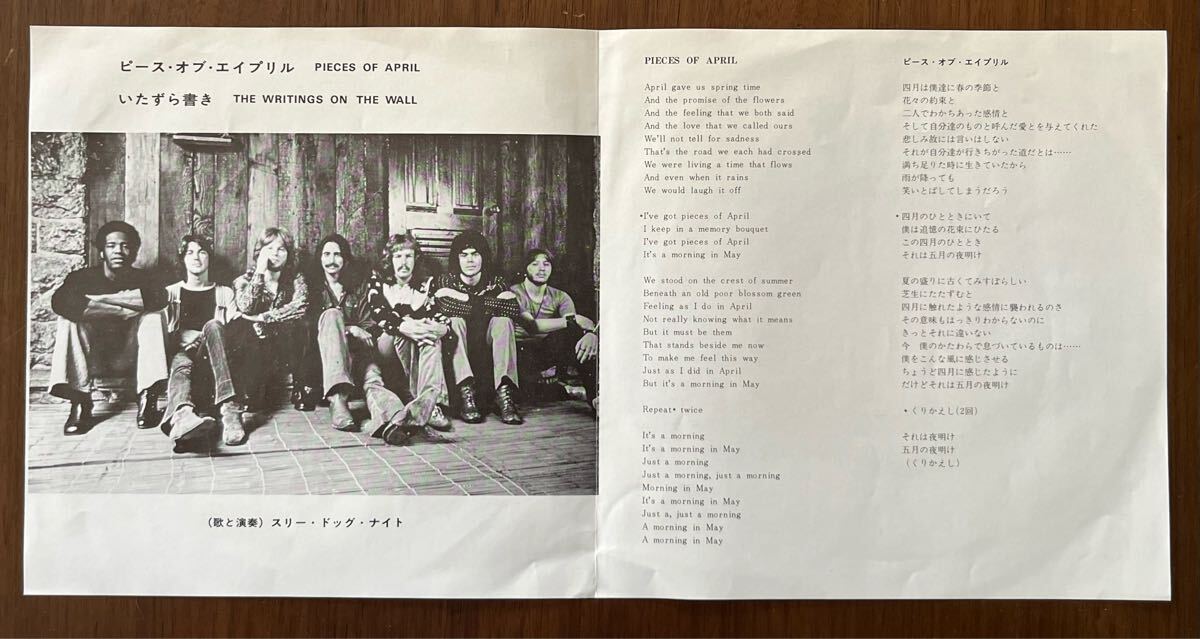 ピース・オブ・エイプリル PIECES OF APRIL
いたずら書き THE WRITINGS ON THE WALL
(歌と演奏) スリー・ドッグ・ナイト
PIECES OF APRIL
April gave us spring time
And the promise of the flowers
And the feeling that we both said
And the love that we called ours
We'll not tell for sadness
That's the road we each had crossed
We were living a time that flows
And even when it rains
We would laugh it off
*I've got pieces of April
I keep in a memory bouquet
I've got pieces of April
It's a morning in May
We stood on the crest of summer
Beneath an old poor blossom green
Feeling as I do in April
Not really knowing what it means
But it must be them
That stands beside me now
To make me feel this way
Just as I did in April
But it's a morning in May
Repeat* twice
It's a morning
It's a morning in May
Just a morning
Just a morning, just a morning
Morning in May
It's a morning in May
Just a, just a morning
A morning in May
A morning in May
ピース・オブ・エイプリル
四月は僕達に春の季節と
花々の約束と
二人でわかちあった感情と
そして自分達のものと呼んだ愛とを与えてくれた
悲しみ故には言いはしない
それが自分達が行きちがった道だとは……
満ち足りた時に生きていたから
雨が降っても
笑いとばしてしまうだろう
*四月のひとときにいて
僕は追憶の花束にひたる
この四月のひととき
それは五月の夜明け
夏の盛りに古くてみすぼらしい
芝生にたたずむと
四月に触れたような感情に襲われるのさ
その意味もはっきりわからないのに
きっとそれに違いない
今 僕のかたわらで息づいているものは……
僕をこんな風に感じさせる
ちょうど四月に感じたように
だけどそれは五月の夜明け
*くりかえし(2回)
それは夜明け
五月の夜明け
(くりかえし)